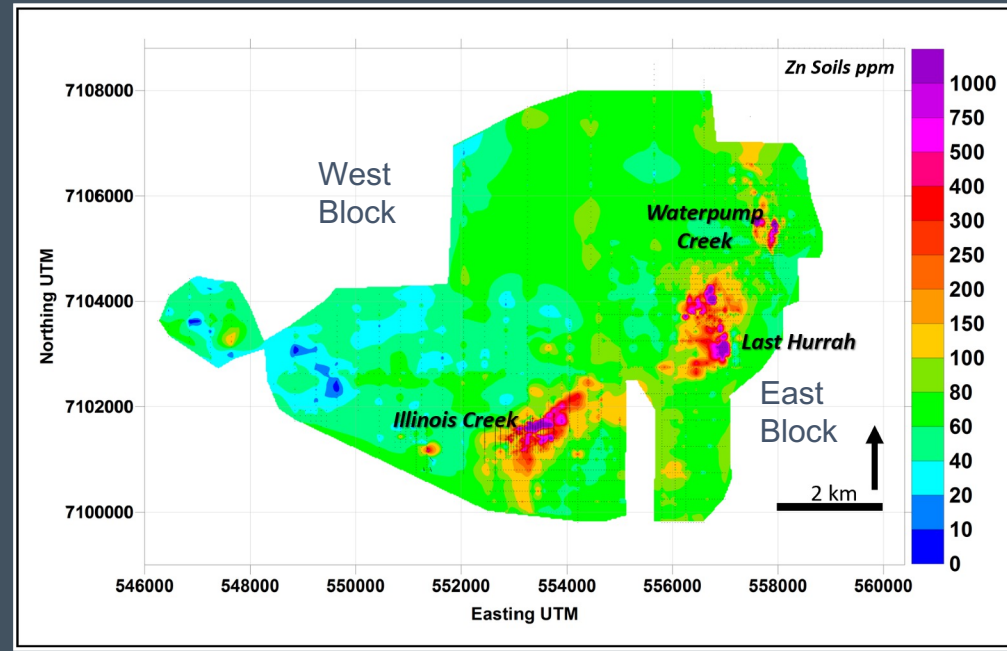 Zn Soils ppm
7108000
7106000
7104000
7102000
7100000
Northing UTM
West
Block
Waterpump
Creek
Last Hurrah
Illinois Creek
East
Block
2 km
1000
750
500
400
300
250
200
150
100
80
60
40
20
10
0
546000 548000 550000 552000 554000 556000 558000 560000
Easting UTM